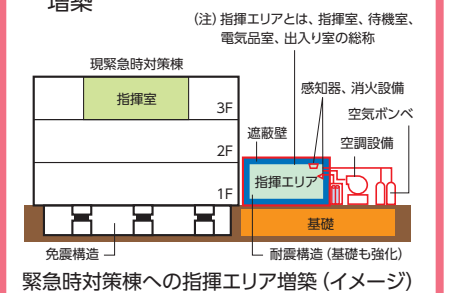 増築
(注)指揮エリアとは、指揮室、待機室、
電気品室、出入り室の総称
現緊急時対策棟
感知器、消火設備
指揮室
3F
空気ボンベ
遮蔽壁
空調設備
2F
指揮エリア
1F
基礎
免震構造
耐震構造(基礎も強化)
緊急時対策棟への指揮エリア増築(イメージ)